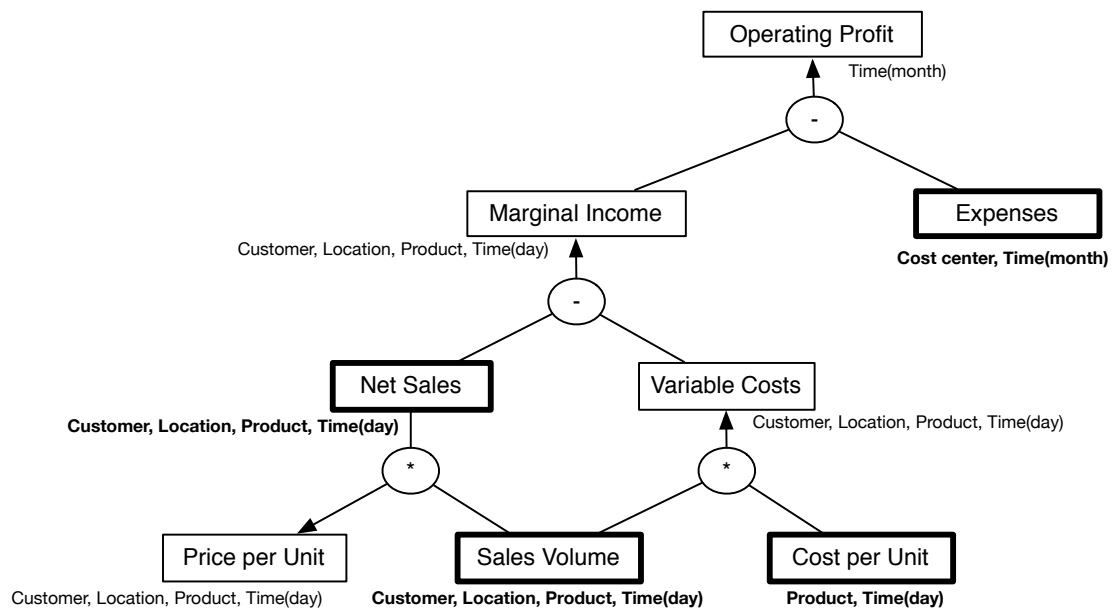 Operating Profit
Time(month)
-
Marginal Income
Expenses
Customer, Location, Product, Time(day)
Cost center, Time(month)
-
Net Sales
Variable Costs
Customer, Location, Product, Time(day)
Customer, Location, Product, Time(day)
*
*
Price per Unit
Sales Volume
Cost per Unit
Customer, Location, Product, Time(day)
Customer, Location, Product, Time(day)
Product, Time(day)